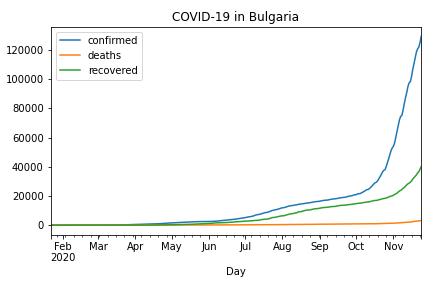 COVID-19 in Bulgaria
confirmed
deaths
recovered
120000
100000
80000
60000
40000
20000
0
Feb Mar Apr May Jun Jul Aug Sep Oct Nov
2020
Day